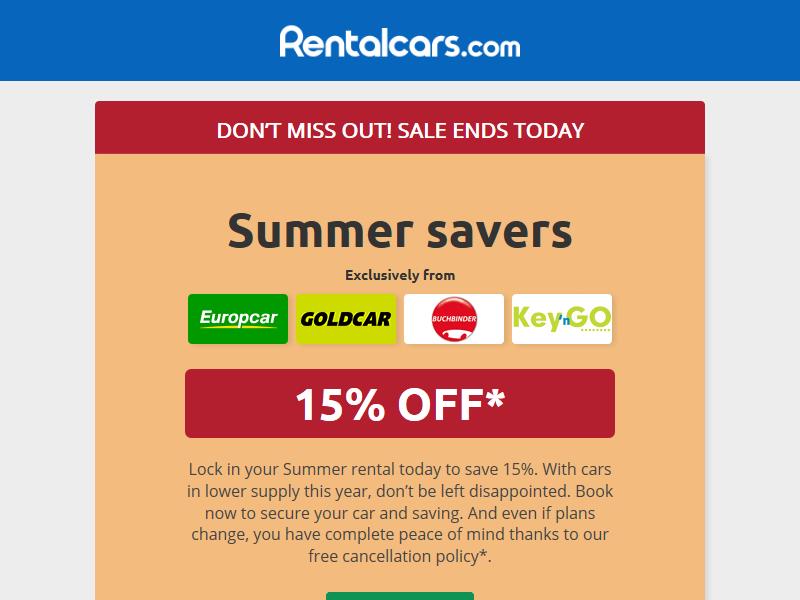 Rentalcars.com
DON'T MISS OUT! SALE ENDS TODAY
Summer savers
Exclusively from
Europcar GOLDCAR BUCHBINDER Key'nGO
15% OFF*
Lock in your Summer rental today to save 15%. With cars
in lower supply this year, don't be left disappointed. Book
now to secure your car and saving. And even if plans
change, you have complete peace of mind thanks to our
free cancellation policy*.